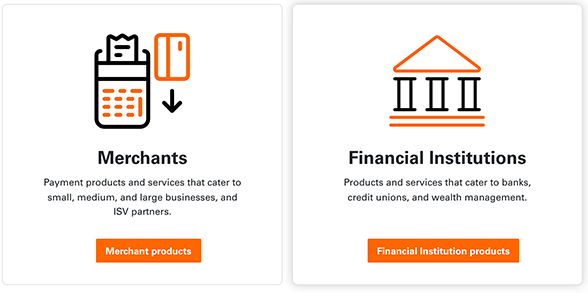 Merchants
Payment products and services that cater to
small, medium, and large businesses, and
ISV partners.
Merchant products
Financial Institutions
Products and services that cater to banks,
credit unions, and wealth management.
Financial Institution products